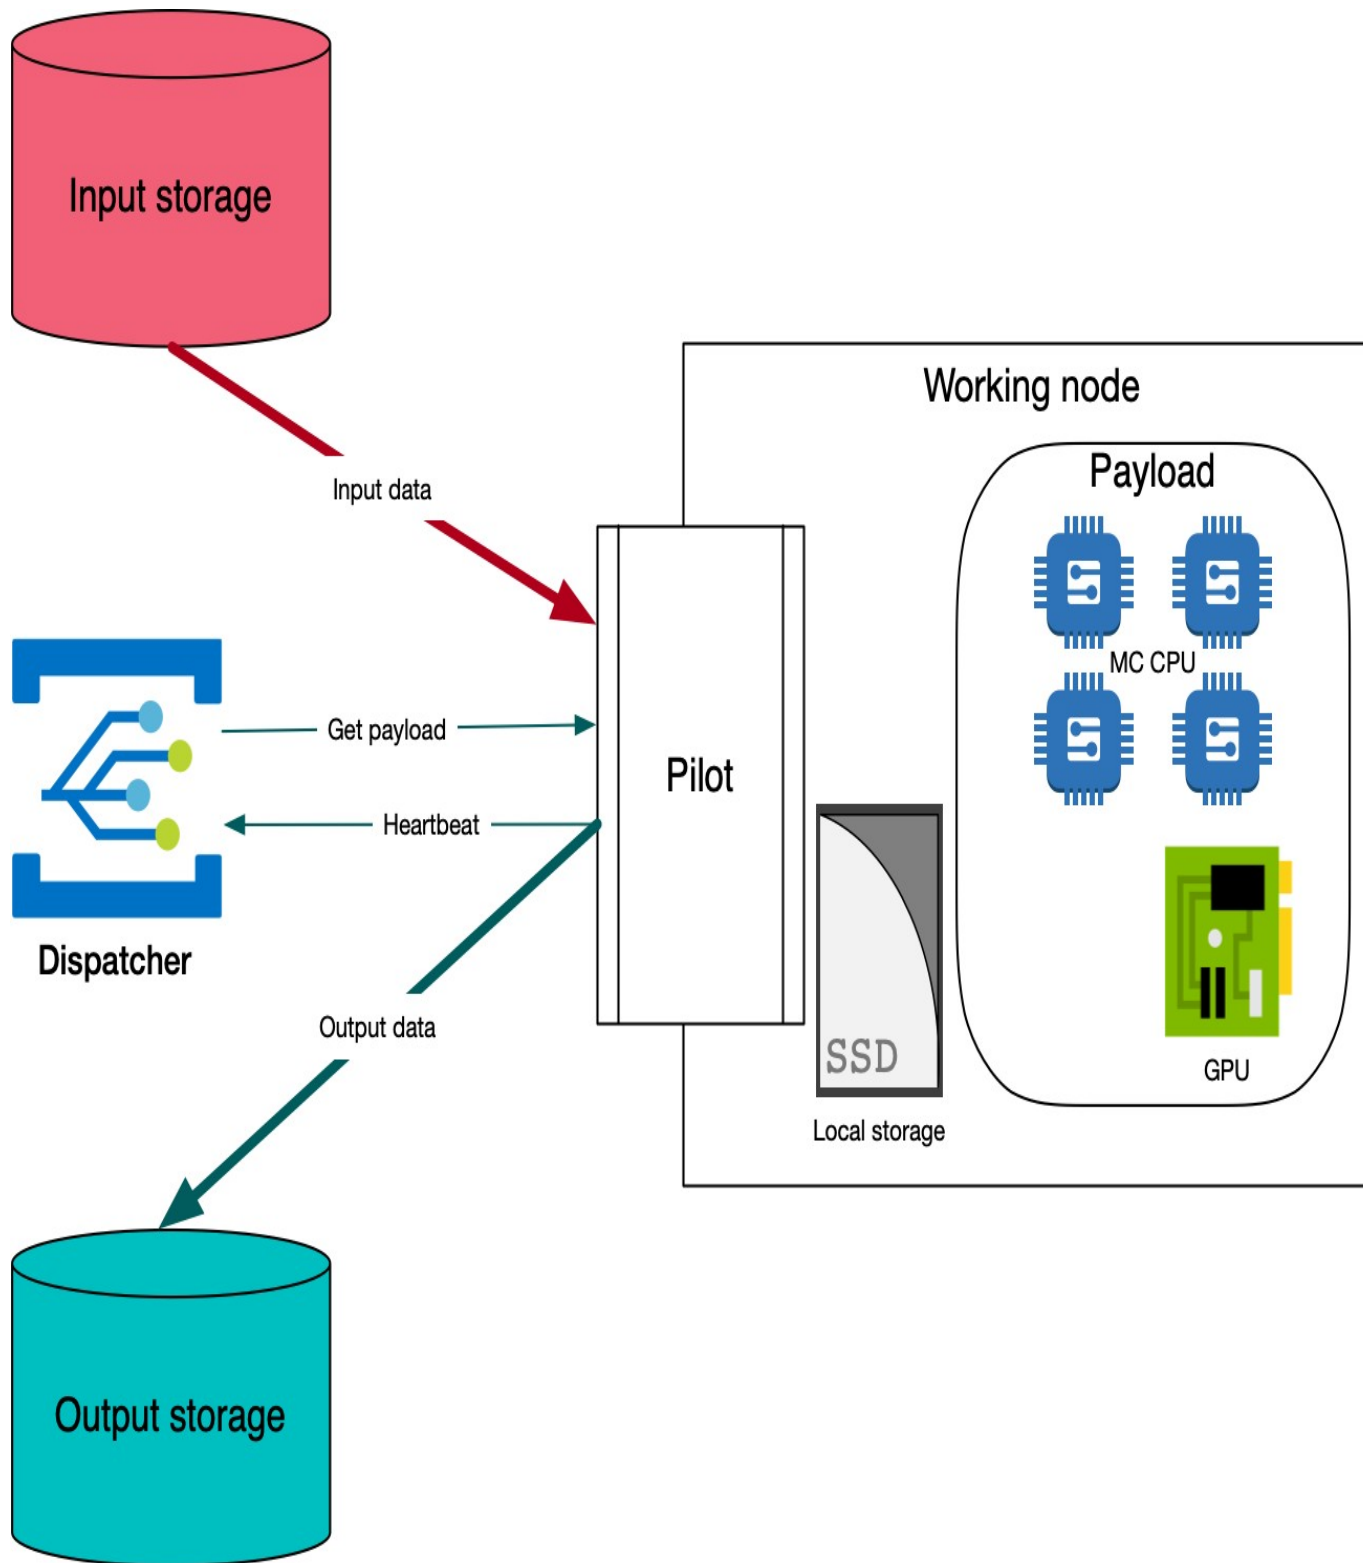 Input storage
Working node
Payload
Input data
MC CPU
Get payload
Pilot
Heartbeat
Dispatcher
Output data
SSD
GPU
Local storage
Output storage